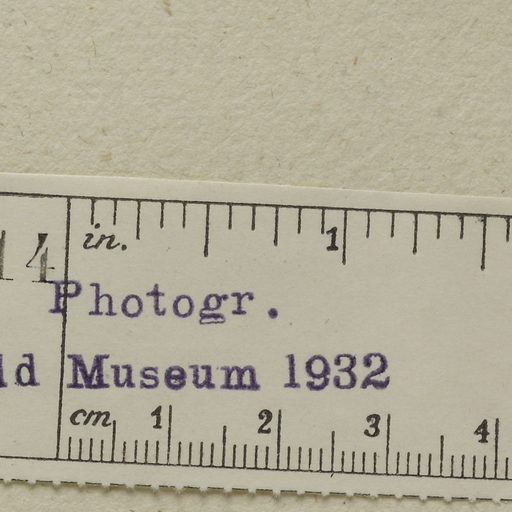 in. 1
14
Photogr.
ld Museum 1932
cm 1 2 3 4